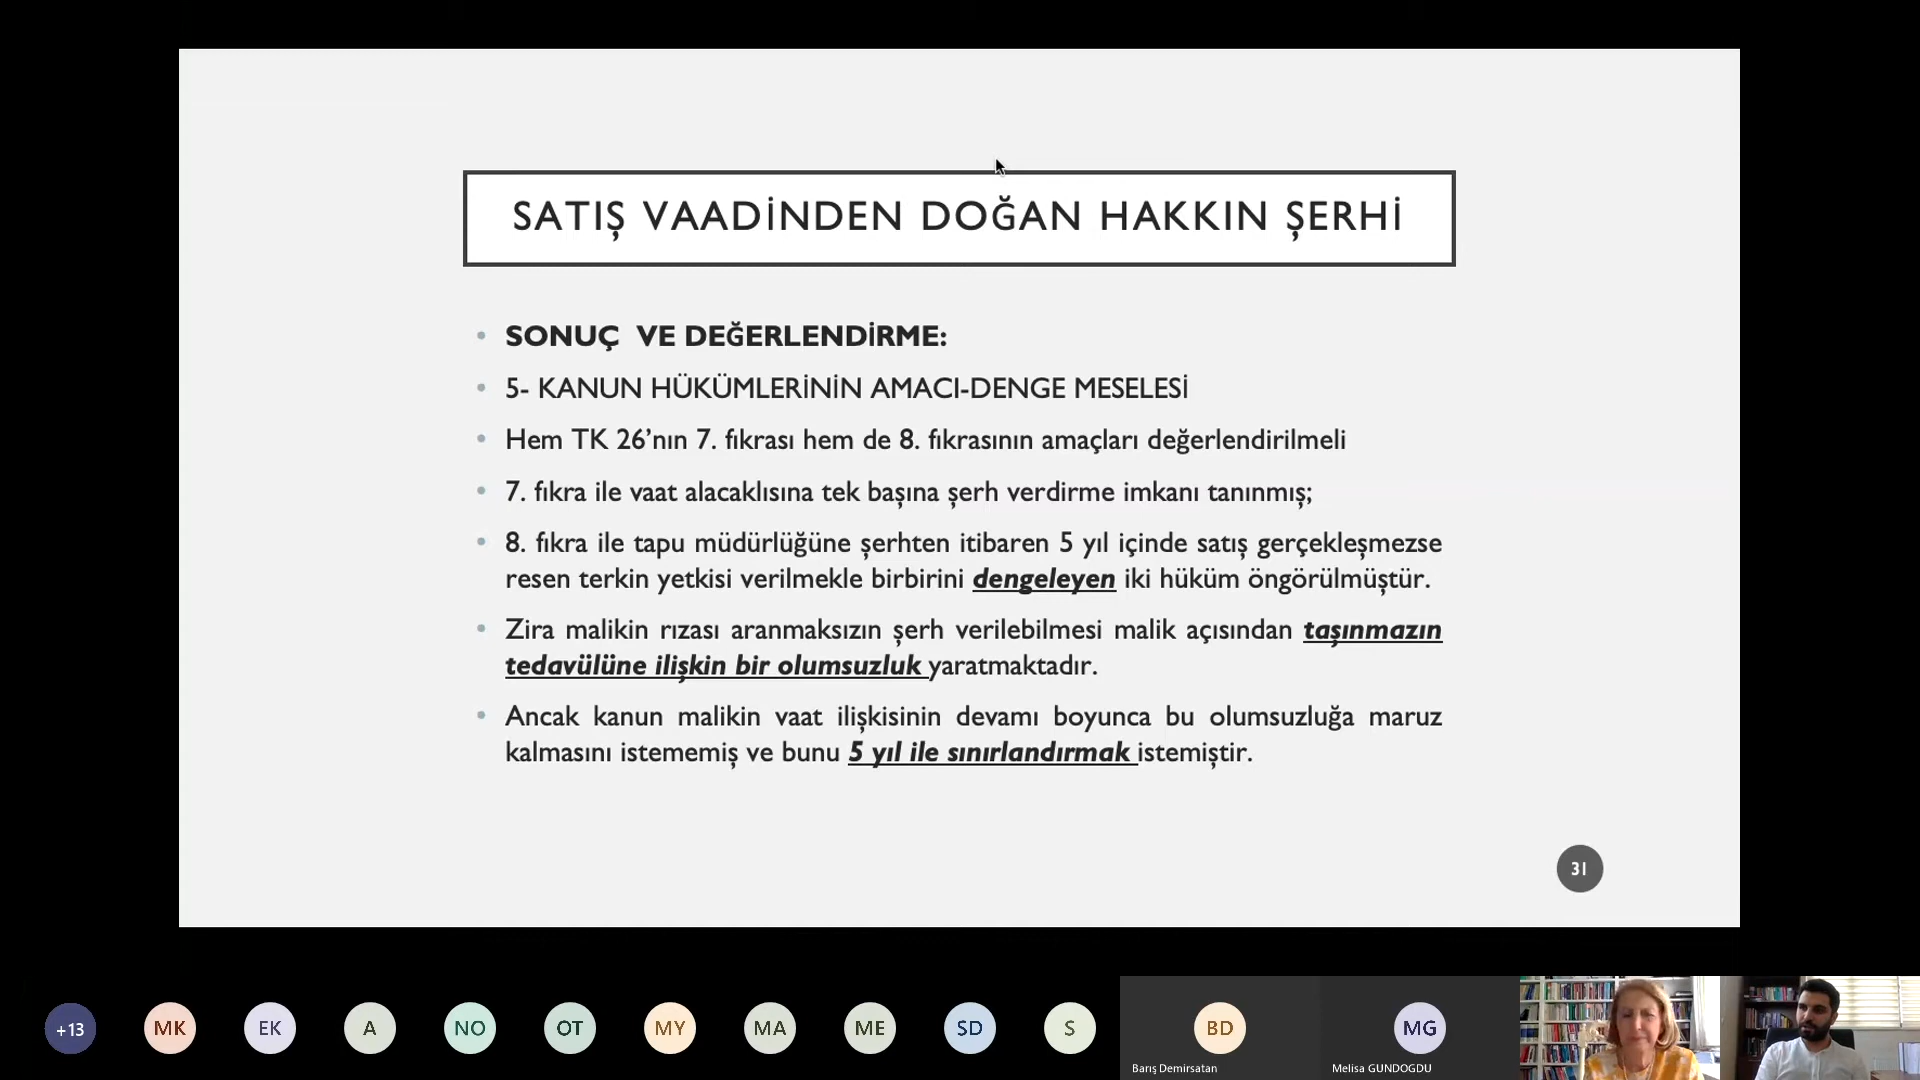 SATIŞ VAADİNDEN DOĞAN HAKKIN ŞERHİ
• SONUÇ VE DEĞERLENDİRME:
• 5- KANUN HÜKÜMLERİNİN AMACI-DENGE MESELESİ
• Hem TK 26’nın 7. fıkrası hem de 8. fıkrasının amaçları değerlendirilmeli
• 7. fıkra ile vaat alacaklısına tek başına şerh verdirme imkanı tanınmış;
• 8. fıkra ile tapu müdürlüğüne şerhten itibaren 5 yıl içinde satış gerçekleşmezse
resen terkin yetkisi verilmekle birbirini dengeleyen iki hüküm öngörülmüştür.
• Zira malikin rızası aranmaksızın şerh verilebilmesi malik açısından taşınmazın
tedavülüne ilişkin bir olumsuzluk yaratmaktadır.
• Ancak kanun malikin vaat ilişkisinin devamı boyunca bu olumsuzluğa maruz
kalmasını istememiş ve bunu 5 yıl ile sınırlandırmak istemiştir.
31
+13 MK EK A NO OT MY MA ME SD S BD MG
Barış Demirsatan Melisa GUNDOGDU